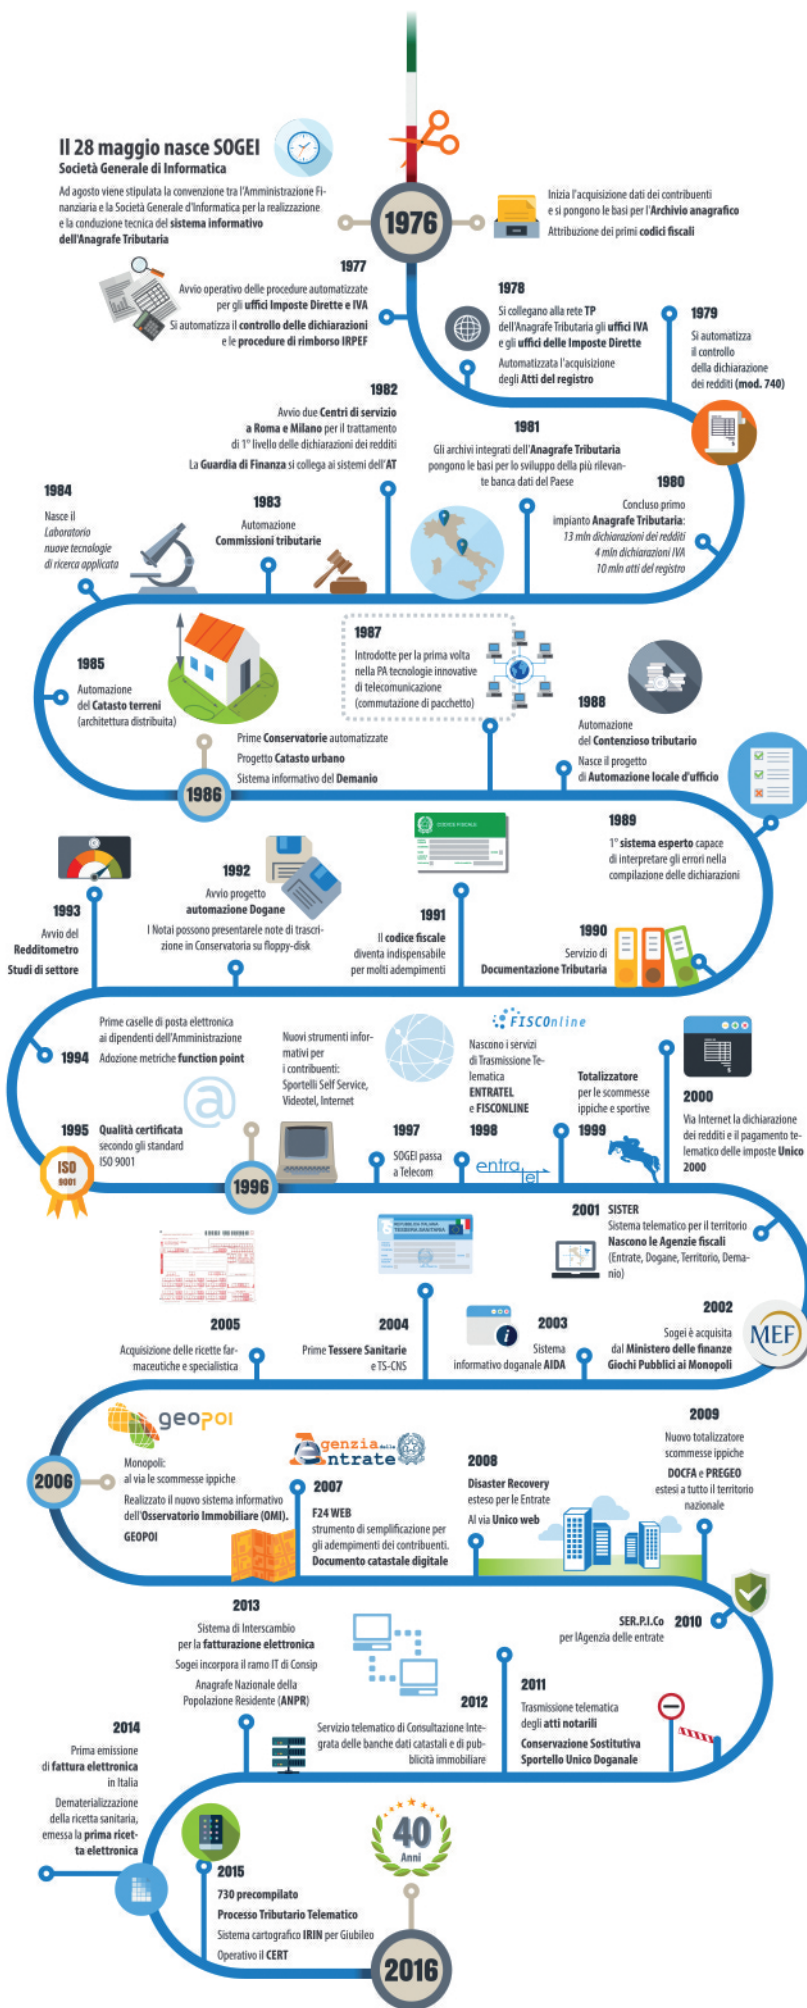 Il 28 maggio nasce SOGEI
Società Generale di Informatica
Ad agosto viene stipulata la convenzione tra l'Amministrazione Fi-
nanziaria e la Società Generale d'Informatica per la realizzazione
e la conduzione tecnica del sistema informativo
dell'Anagrafe Tributaria
1976
Inizia l'acquisizione dati dei contribuenti
e si pongono le basi per l'Archivio anagrafico
Attribuzione dei primi codici fiscali
1977
Avvio operativo delle procedure automatizzate
per gli uffici Imposte Dirette e IVA
Si automatizza il controllo delle dichiarazioni
e le procedure di rimborso IRPEF
1978
Si collegano alla rete TP
dell'Anagrafe Tributaria gli uffici IVA
e gli uffici delle Imposte Dirette
Automatizzata l'acquisizione
degli Atti del registro
1979
Si automatizza
il controllo
della dichiarazione
dei redditi (mod. 740)
1980
Concluso primo
impianto Anagrafe Tributaria:
13 mln dichiarazioni dei redditi
4 mln dichiarazioni IVA
10 mln atti del registro
1981
Gli archivi integrati dell'Anagrafe Tributaria
pongono le basi per lo sviluppo della più rilevan-
te banca dati del Paese
1982
Avvio due Centri di servizio
a Roma e Milano per il trattamento
di 1° livello delle dichiarazioni dei redditi
La Guardia di Finanza si collega ai sistemi dell'AT
1983
Automazione
Commissioni tributarie
1984
Nasce il
Laboratorio
nuove tecnologie
di ricerca applicata
1985
Automazione
del Catasto terreni
(architettura distribuita)
1986
Prime Conservatorie automatizzate
Progetto Catasto urbano
Sistema informativo del Demanio
1987
Introdotte per la prima volta
nella PA tecnologie innovative
di telecomunicazione
(commutazione di pacchetto)
1988
Automazione
del Contenzioso tributario
Nasce il progetto
di Automazione locale d'ufficio
1989
1° sistema esperto capace
di interpretare gli errori nella
compilazione delle dichiarazioni
1990
Servizio di
Documentazione Tributaria
CODICE FISCALE
1991
Il codice fiscale
diventa indispensabile
per molti adempimenti
1992
Avvio progetto
automazione Dogane
I Notai possono presentarele note di trascri-
zione in Conservatoria su floppy-disk
1993
Avvio del
Redditometro
Studi di settore
1994
Prime caselle di posta elettronica
ai dipendenti dell'Amministrazione
Adozione metriche function point
@
1995
Qualità certificata
secondo gli standard
ISO 9001
ISO
9001
1996
Nuovi strumenti infor-
mativi per
i contribuenti:
Sportelli Self Service,
Videotel, Internet
1997
SOGEI passa
a Telecom
FISCOnline
Nascono i servizi
di Trasmissione Te-
lematica
ENTRATEL
e FISCONLINE
1998
entratel
Totalizzatore
per le scommesse
ippiche e sportive
1999
2000
Via Internet la dichiarazione
dei redditi e il pagamento te-
lematico delle imposte Unico
2000
2001 SISTER
Sistema telematico per il territorio
Nascono le Agenzie fiscali
(Entrate, Dogane, Territorio, Dema-
nio)
2002
Sogei è acquisita
dal Ministero delle finanze
Giochi Pubblici ai Monopoli
MEF
2003
Sistema
informativo doganale AIDA
REPUBBLICA ITALIANA
TESSERA SANITARIA
2004
Prime Tessere Sanitarie
e TS-CNS
2005
Acquisizione delle ricette far-
maceutiche e specialistica
2006
geopoi
Monopoli:
al via le scommesse ippiche
Realizzato il nuovo sistema informativo
dell'Osservatorio Immobiliare (OMI).
GEOPOI
Agenzia delle
Entrate
2007
F24 WEB
strumento di semplificazione per
gli adempimenti dei contribuenti.
Documento catastale digitale
2008
Disaster Recovery
esteso per le Entrate
Al via Unico web
2009
Nuovo totalizzatore
scommesse ippiche
DOCFA e PREGEO
estesi a tutto il territorio
nazionale
SER.P.I.Co 2010
per lAgenzia delle entrate
2011
Trasmissione telematica
degli atti notarili
Conservazione Sostitutiva
Sportello Unico Doganale
2012
Servizio telematico di Consultazione Inte-
grata delle banche dati catastali e di pub-
blicità immobiliare
2013
Sistema di Interscambio
per la fatturazione elettronica
Sogei incorpora il ramo IT di Consip
Anagrafe Nazionale della
Popolazione Residente (ANPR)
2014
Prima emissione
di fattura elettronica
in Italia
Dematerializzazione
della ricetta sanitaria,
emessa la prima ricet-
ta elettronica
2015
730 precompilato
Processo Tributario Telematico
Sistema cartografico IRIN per Giubileo
Operativo il CERT
40
Anni
2016